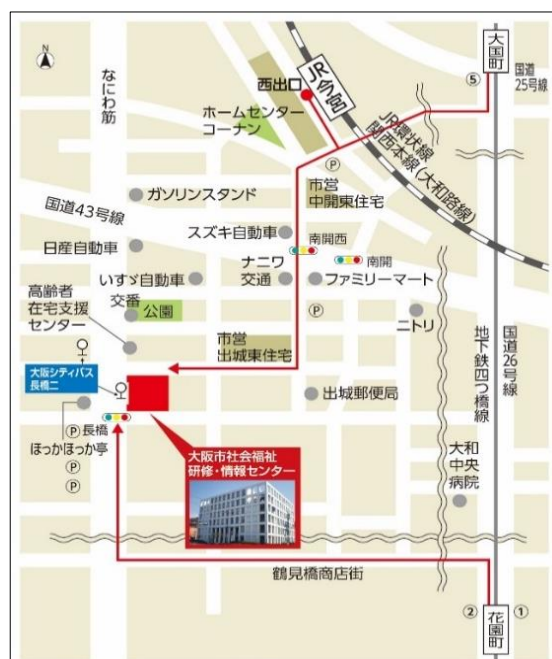 N
なにわ筋
大国町
⑤
国道
25号線
西出口
JR今宮
ホームセンター
コーナン
JR環状線
関西本線(大和路線)
Ⓟ
国道43号線
ガソリンスタンド
市営
中開東住宅
スズキ自動車
南開西
南開
日産自動車
いすゞ自動車
ナニワ
交通
ファミリーマート
高齢者
在宅支援
センター
交番
公園
Ⓟ
ニトリ
市営
出城東住宅
地下鉄四つ橋線
国道26号線
大阪シティバス
長橋二
出城郵便局
Ⓟ
長橋
ほっかほっか亭
Ⓟ
Ⓟ
大阪市社会福祉
研修・情報センター
大和
中央
病院
鶴見橋商店街
②
①
花園町